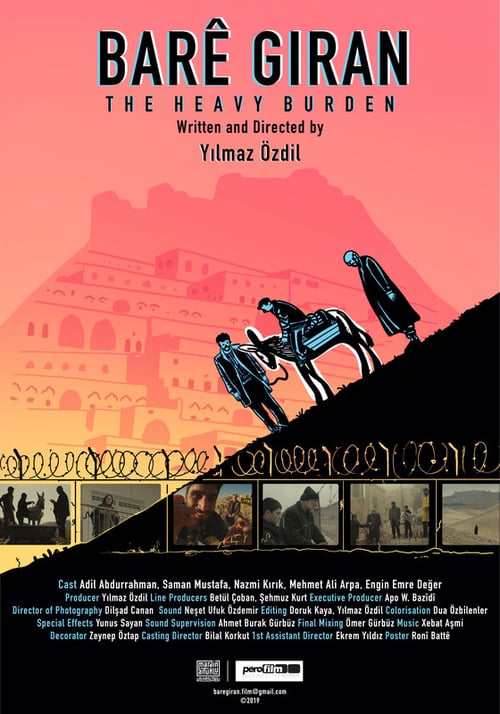 BARÊ GIRAN
THE HEAVY BURDEN
Written and Directed by
Yılmaz Özdil
Cast Adil Abdurrahman, Saman Mustafa, Nazmi Kırık, Mehmet Ali Arpa, Engin Emre Değer
Producer Yılmaz Özdil Line Producers Betül Çoban, Şehmuz Kurt Executive Producer Apo W. Bazîdî
Director of Photography Dilşad Canan Sound Neşet Ufuk Özdemir Editing Doruk Kaya, Yılmaz Özdil Colorisation Dua Özbilenler
Special Effects Yunus Sayan Sound Supervision Ahmet Burak Gürbüz Final Mixing Ömer Gürbüz Music Xebat Aşmi
Decorator Zeynep Öztap Casting Director Bilal Korkut 1st Assistant Director Ekrem Yıldız Poster Ronî Battê
perofilm
baregiran.film@gmail.com
©2019